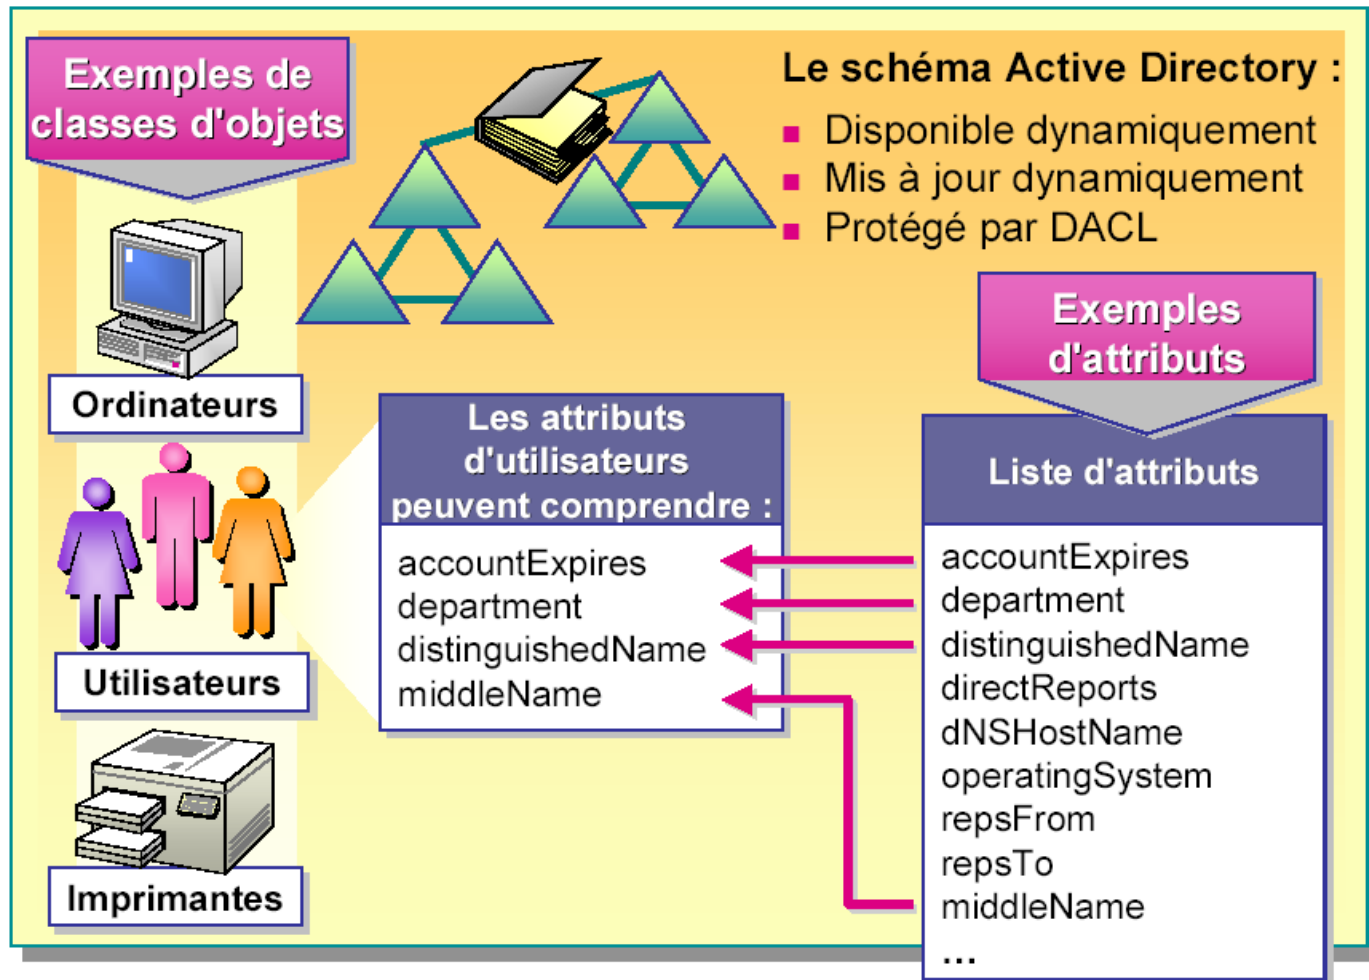 Exemples de
classes d'objets
Le schéma Active Directory :
Disponible dynamiquement
Mis à jour dynamiquement
Protégé par DACL
Ordinateurs
Utilisateurs
Imprimantes
Les attributs
d'utilisateurs
peuvent comprendre :
accountExpires
department
distinguishedName
middleName
Exemples
d'attributs
Liste d'attributs
accountExpires
department
distinguishedName
directReports
dNSHostName
operatingSystem
repsFrom
repsTo
middleName
...